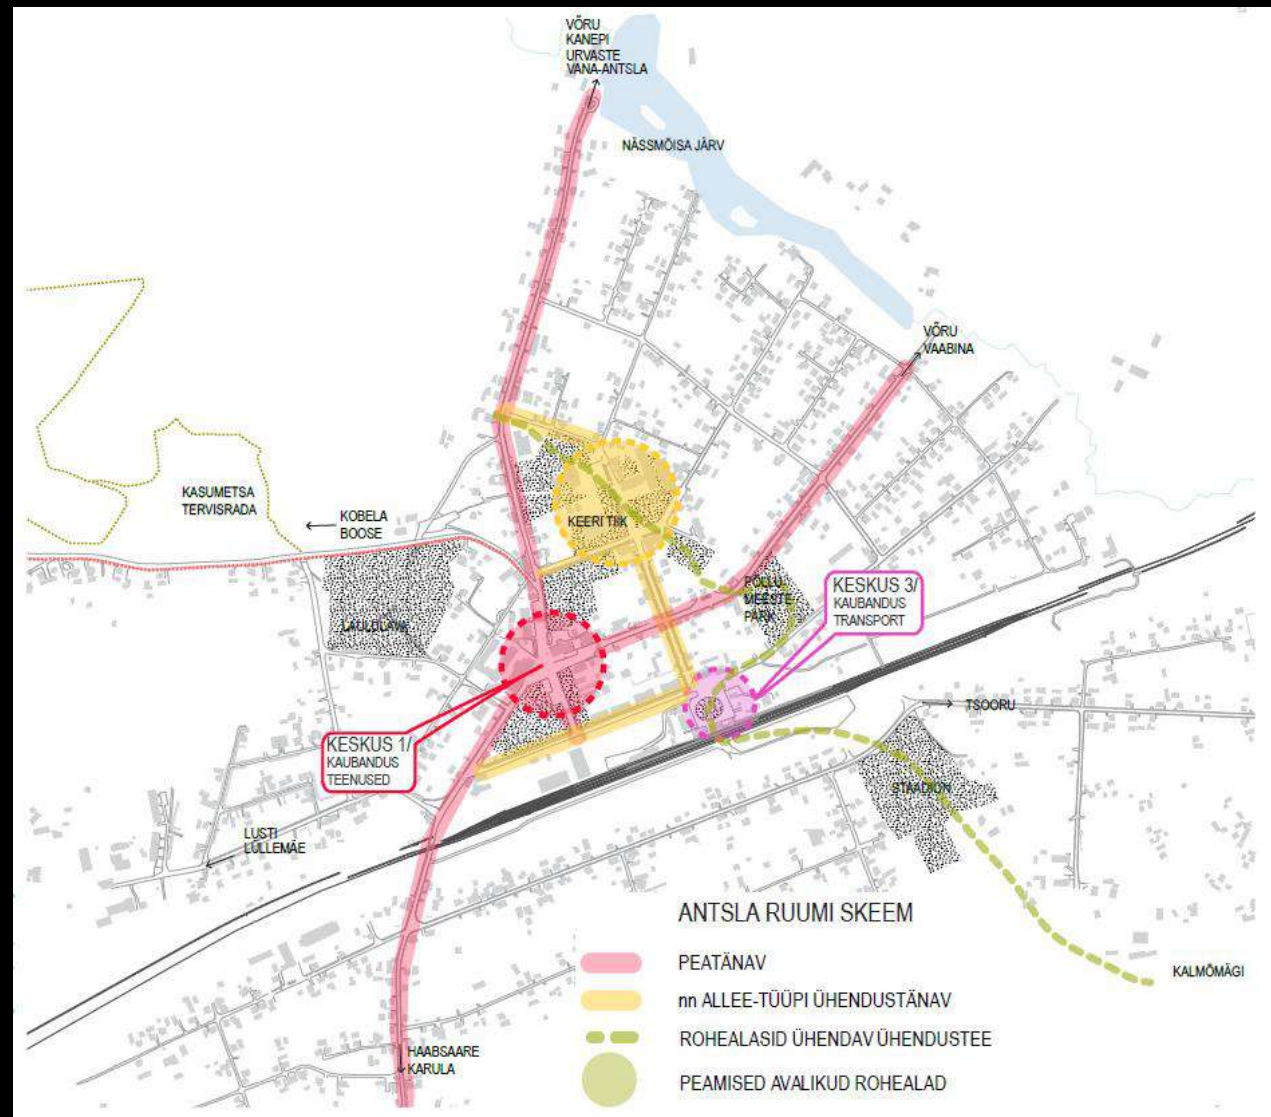 VÕRU
KANEPI
URVASTE
VANA-ANTSLA
NÄSSMÕISA JÄRV
VÕRU
VAABINA
KASUMETSA
TERVISRADA
KOBELA
BOOSE
KEERI TIIK
LAULULAVA
PÕLLU
MEESTE
PARK
KESKUS 3/
KAUBANDUS
TRANSPORT
TSOORU
KESKUS 1/
KAUBANDUS
TEENUSED
STAADION
LUSTI
LÜLLEMÄE
ANTSLA RUUMI SKEEM
PEATÄNAV
KALMÕMÄGI
nn ALLEE-TÜÜPI ÜHENDUSTÄNAV
ROHEALASID ÜHENDAV ÜHENDUSTEE
HAABSAARE
KARULA
PEAMISED AVALIKUD ROHEALAD